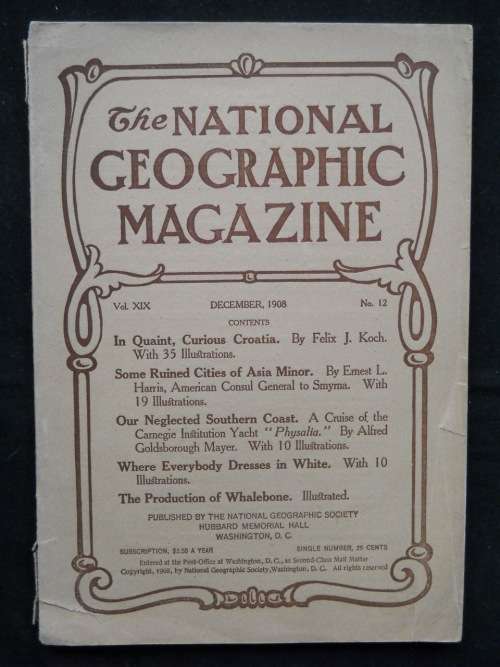 The NATIONAL
GEOGRAPHIC
MAGAZINE
Vol. XIX DECEMBER, 1908 No. 12
CONTENTS
In Quaint, Curious Croatia. By Felix J. Koch.
With 35 Illustrations.
Some Ruined Cities of Asia Minor. By Ernest L.
Harris, American Consul General to Smyrna. With
19 Illustrations.
Our Neglected Southern Coast. A Cruise of the
Carnegie Institution Yacht "Physalia." By Alfred
Goldsborough Mayer. With 10 Illustrations.
Where Everybody Dresses in White. With 10
Illustrations.
The Production of Whalebone. Illustrated.
PUBLISHED BY THE NATIONAL GEOGRAPHIC SOCIETY
HUBBARD MEMORIAL HALL
WASHINGTON, D. C.
SUBSCRIPTION, $2.50 A YEAR SINGLE NUMBER, 25 CENTS
Entered at the Post-Office at Washington, D. C., as Second-Class Mail Matter
Copyright, 1908, by National Geographic Society, Washington, D. C. All rights reserved